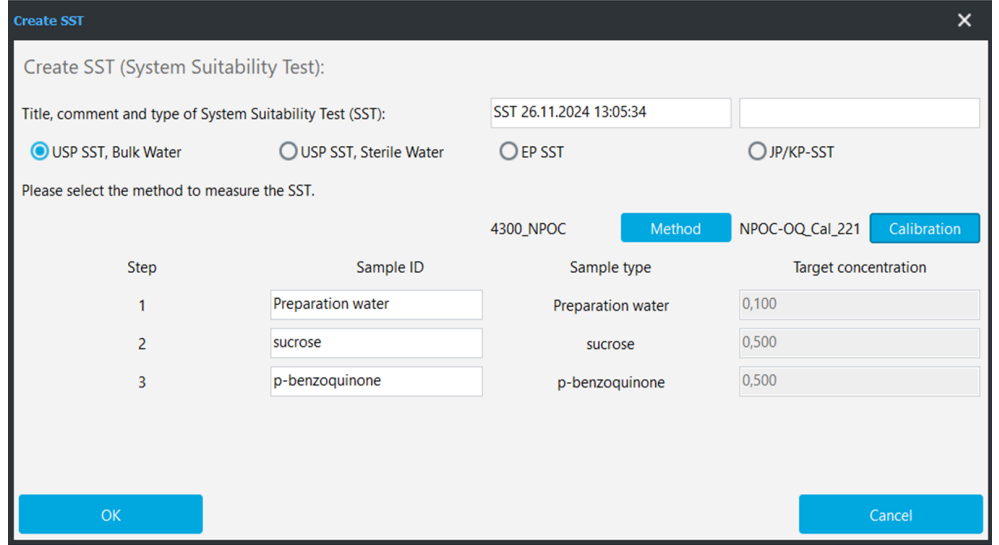 Create SST
Create SST (System Suitability Test):
Title, comment and type of System Suitability Test (SST): SST 26.11.2024 13:05:34
USP SST, Bulk Water USP SST, Sterile Water EP SST JP/KP-SST
Please select the method to measure the SST.
4300_NPOC Method NPOC-OQ_Cal_221 Calibration
Step Sample ID Sample type Target concentration
1 Preparation water Preparation water 0,100
2 sucrose sucrose 0,500
3 p-benzoquinone p-benzoquinone 0,500
OK Cancel